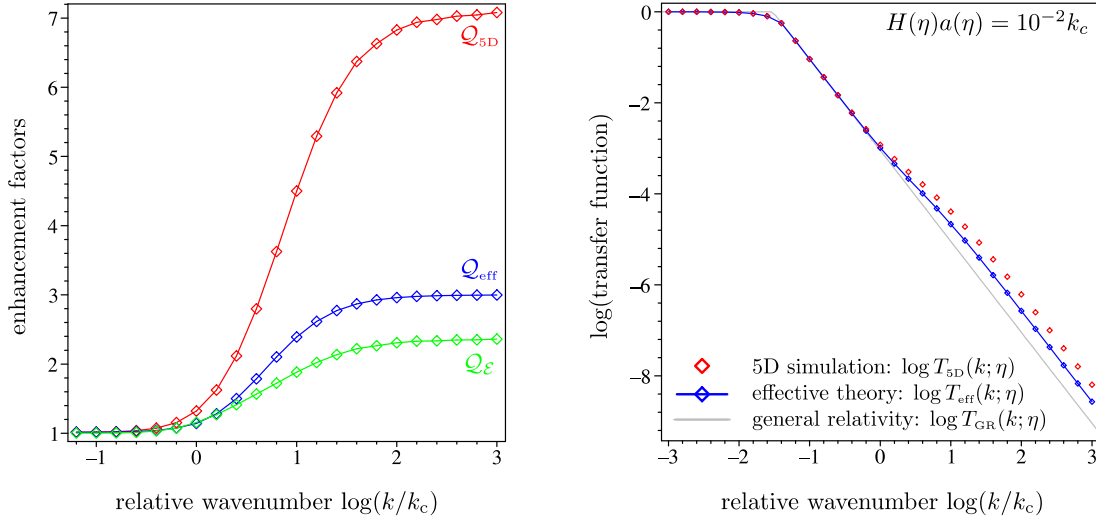 7
6
5
4
3
2
1
−1
0
1
2
3
enhancement factors
relative wavenumber log(k/k_c)
Q_5D
Q_eff
Q_ℰ
0
−2
−4
−6
−8
−3
−2
−1
0
1
2
3
log(transfer function)
relative wavenumber log(k/k_c)
H(η)a(η) = 10^−2 k_c
5D simulation: log T_5D(k; η)
effective theory: log T_eff(k; η)
general relativity: log T_GR(k; η)